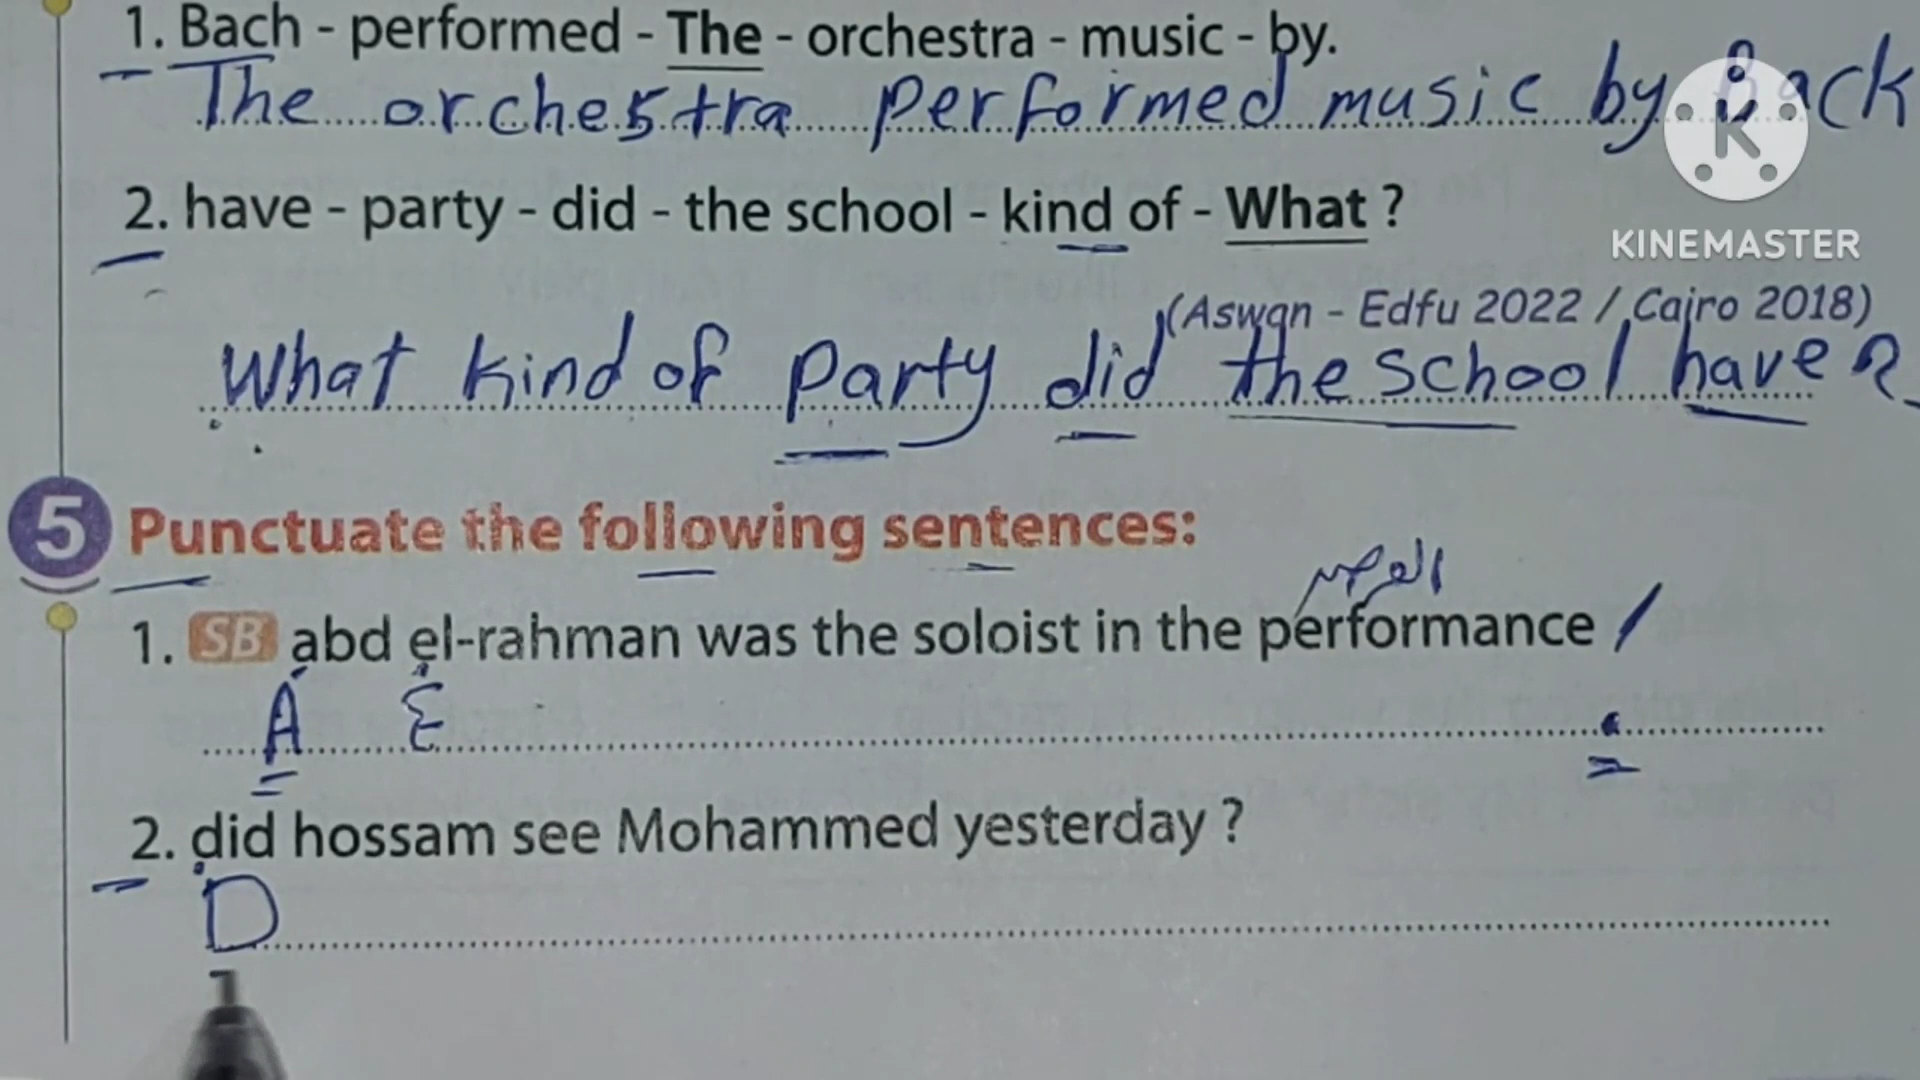 1. Bach - performed - The - orchestra - music - by.
The orchestra performed music by Back
KINEMASTER
2. have - party - did - the school - kind of - What ?
(Aswan - Edfu 2022 / Cairo 2018)
What kind of party did the school have ?
5 Punctuate the following sentences:
1. SB abd el-rahman was the soloist in the performance /
A E .
2. did hossam see Mohammed yesterday ?
D